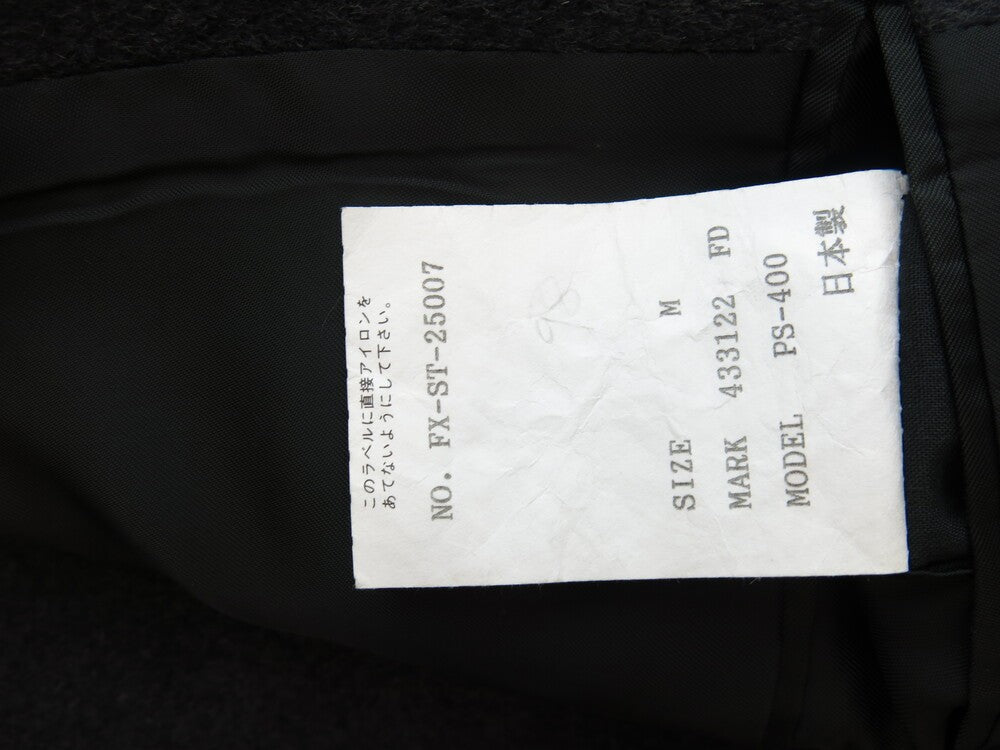 このラベルに直接アイロンを
あてないようにして下さい。
NO. FX-ST-25007
SIZE M
MARK 433122 FD
MODEL PS-400
日本製